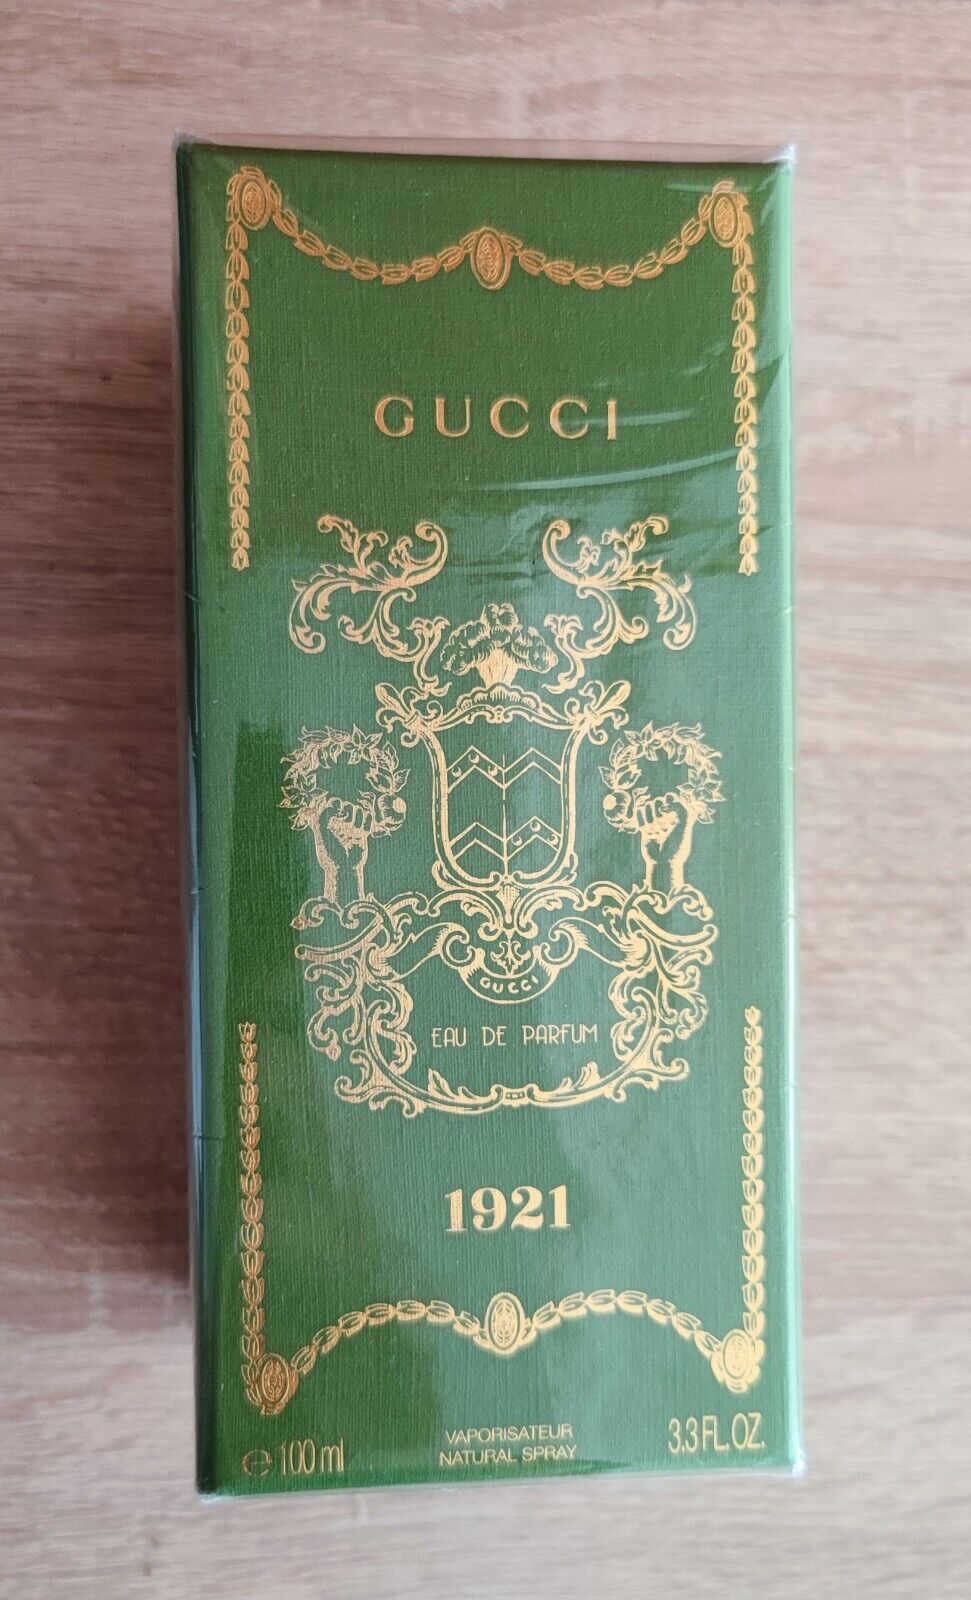 GUCCI
GUCCI
EAU DE PARFUM
1921
VAPORISATEUR
NATURAL SPRAY
℮ 100 ml
3.3 FL. OZ.